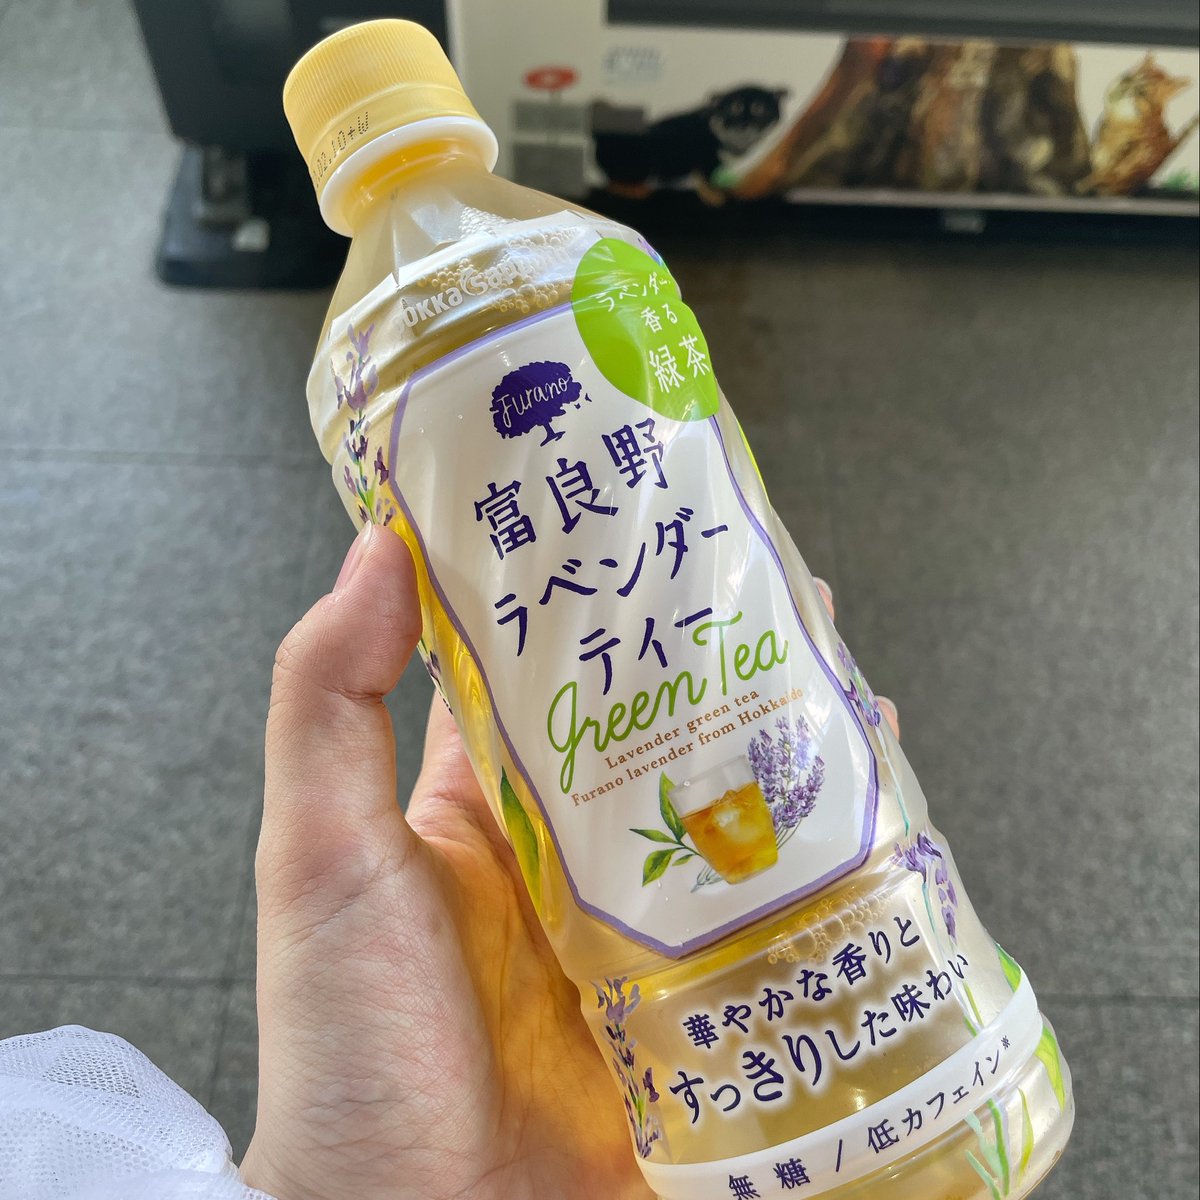 .02.10+W
Sapporo
ラベンダー
香る
緑茶
Furano
富良野
ラベンダー
ティー
green Tea
Lavender green tea
Furano lavender from Hokkaido
華やかな香りと
すっきりした味わい
無糖 / 低カフェイン※